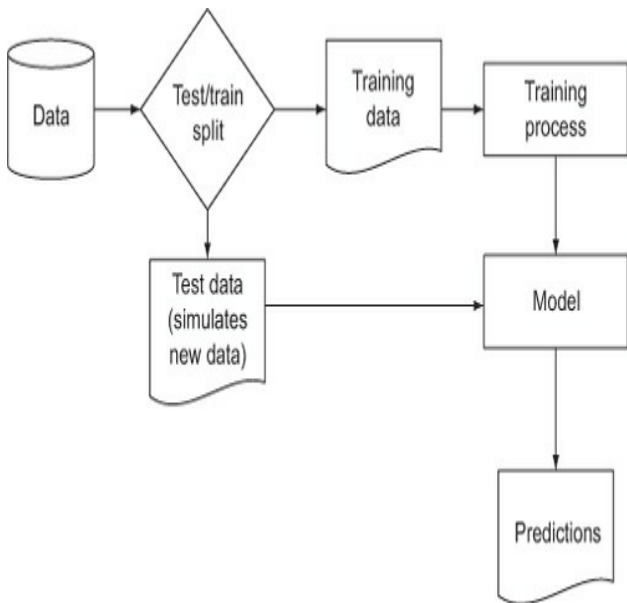 Data
Test/train
split
Training
data
Training
process
Test data
(simulates
new data)
Model
Predictions